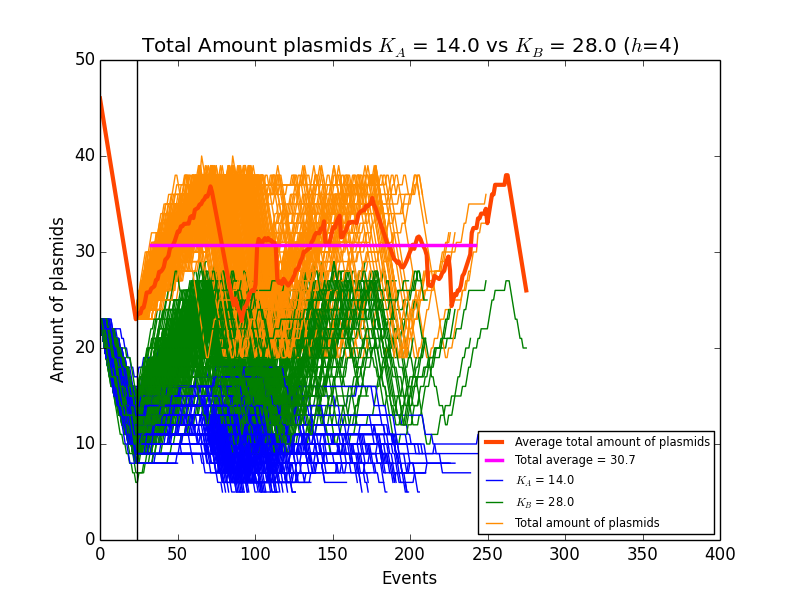 Total Amount plasmids K_A = 14.0 vs K_B = 28.0 (h=4)
50
40
30
20
10
0
Amount of plasmids
0 50 100 150 200 250 300 350 400
Events
Average total amount of plasmids
Total average = 30.7
K_A = 14.0
K_B = 28.0
Total amount of plasmids